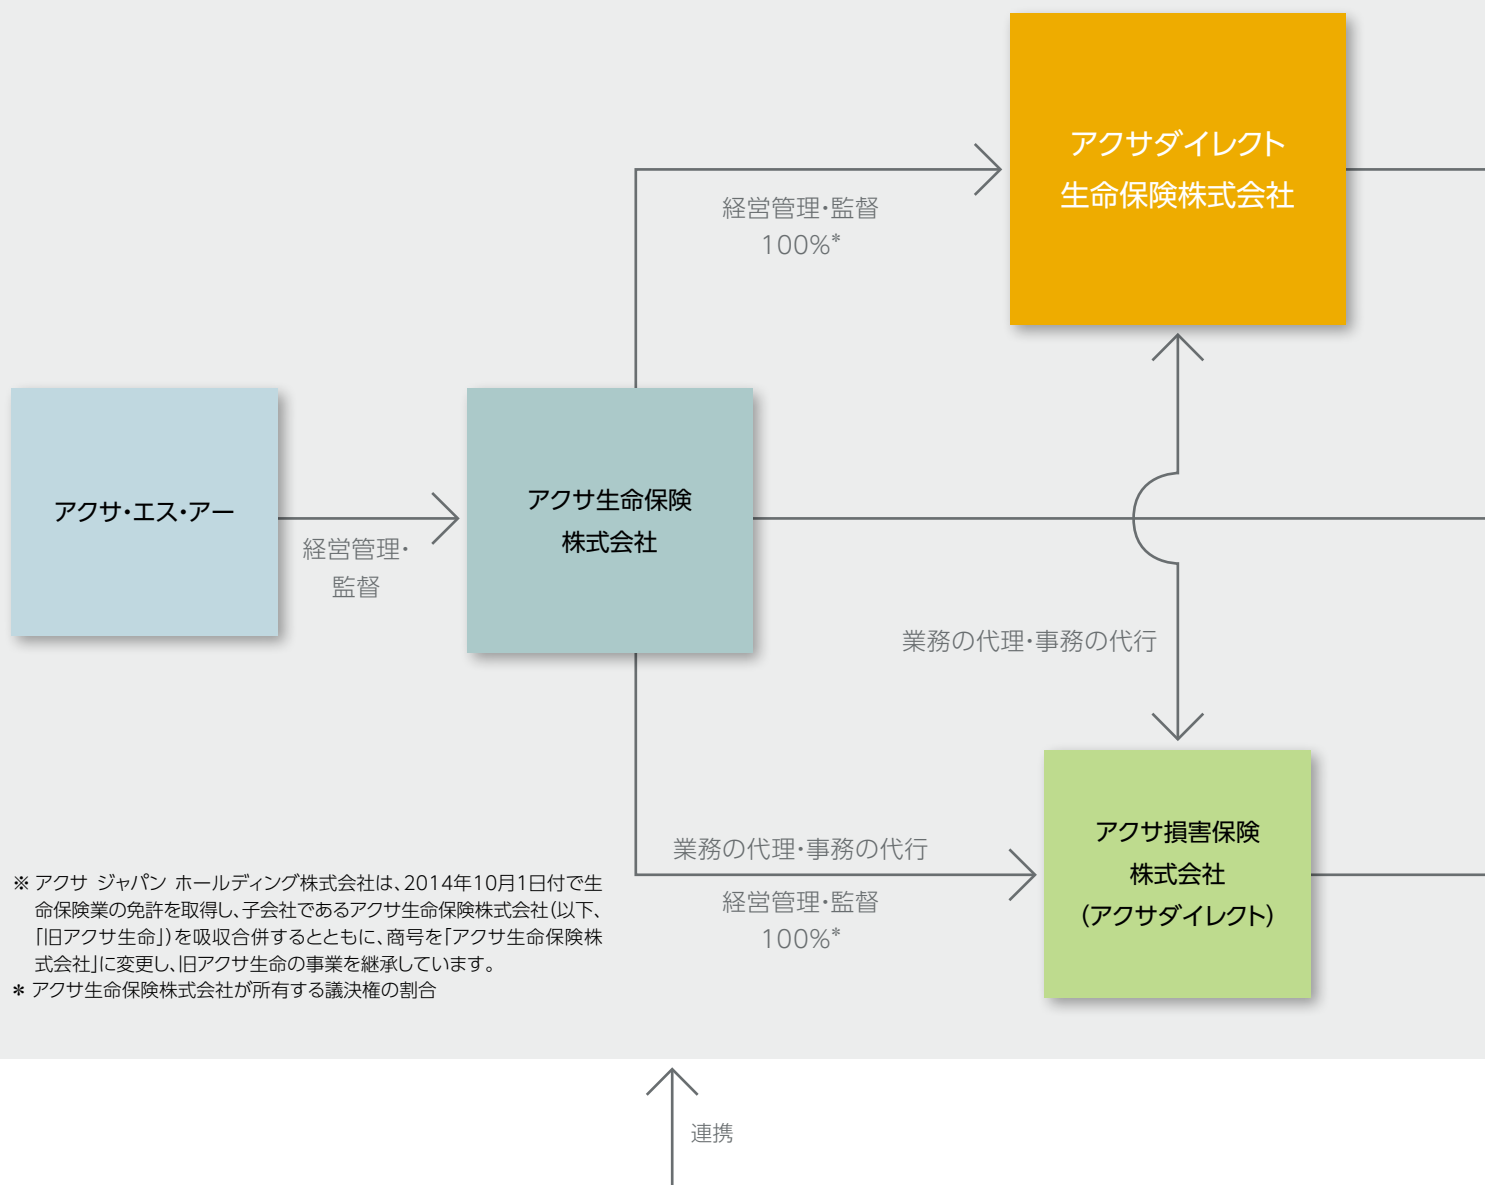 アクサダイレクト
生命保険株式会社
経営管理・監督
100%*
アクサ・エス・アー
経営管理・
監督
アクサ生命保険
株式会社
業務の代理・事務の代行
業務の代理・事務の代行
経営管理・監督
100%*
アクサ損害保険
株式会社
(アクサダイレクト)
※ アクサ ジャパン ホールディング株式会社は、2014年10月1日付で生
命保険業の免許を取得し、子会社であるアクサ生命保険株式会社(以下、
「旧アクサ生命」)を吸収合併するとともに、商号を「アクサ生命保険株
式会社」に変更し、旧アクサ生命の事業を継承しています。
* アクサ生命保険株式会社が所有する議決権の割合
連携